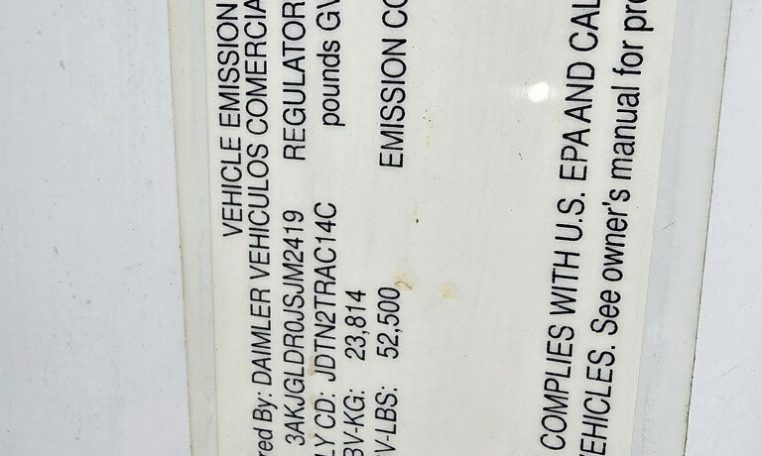 VEHICLE EMISSION
red By: DAIMLER VEHICULOS COMERCIA
3AKJGLDR0JSJM2419 REGULATOR
LY CD: JDTN2TRAC14C pounds GV
BV-KG: 23,814
V-LBS: 52,500 EMISSION CO
COMPLIES WITH U.S. EPA AND CAL
EHICLES. See owner's manual for pro